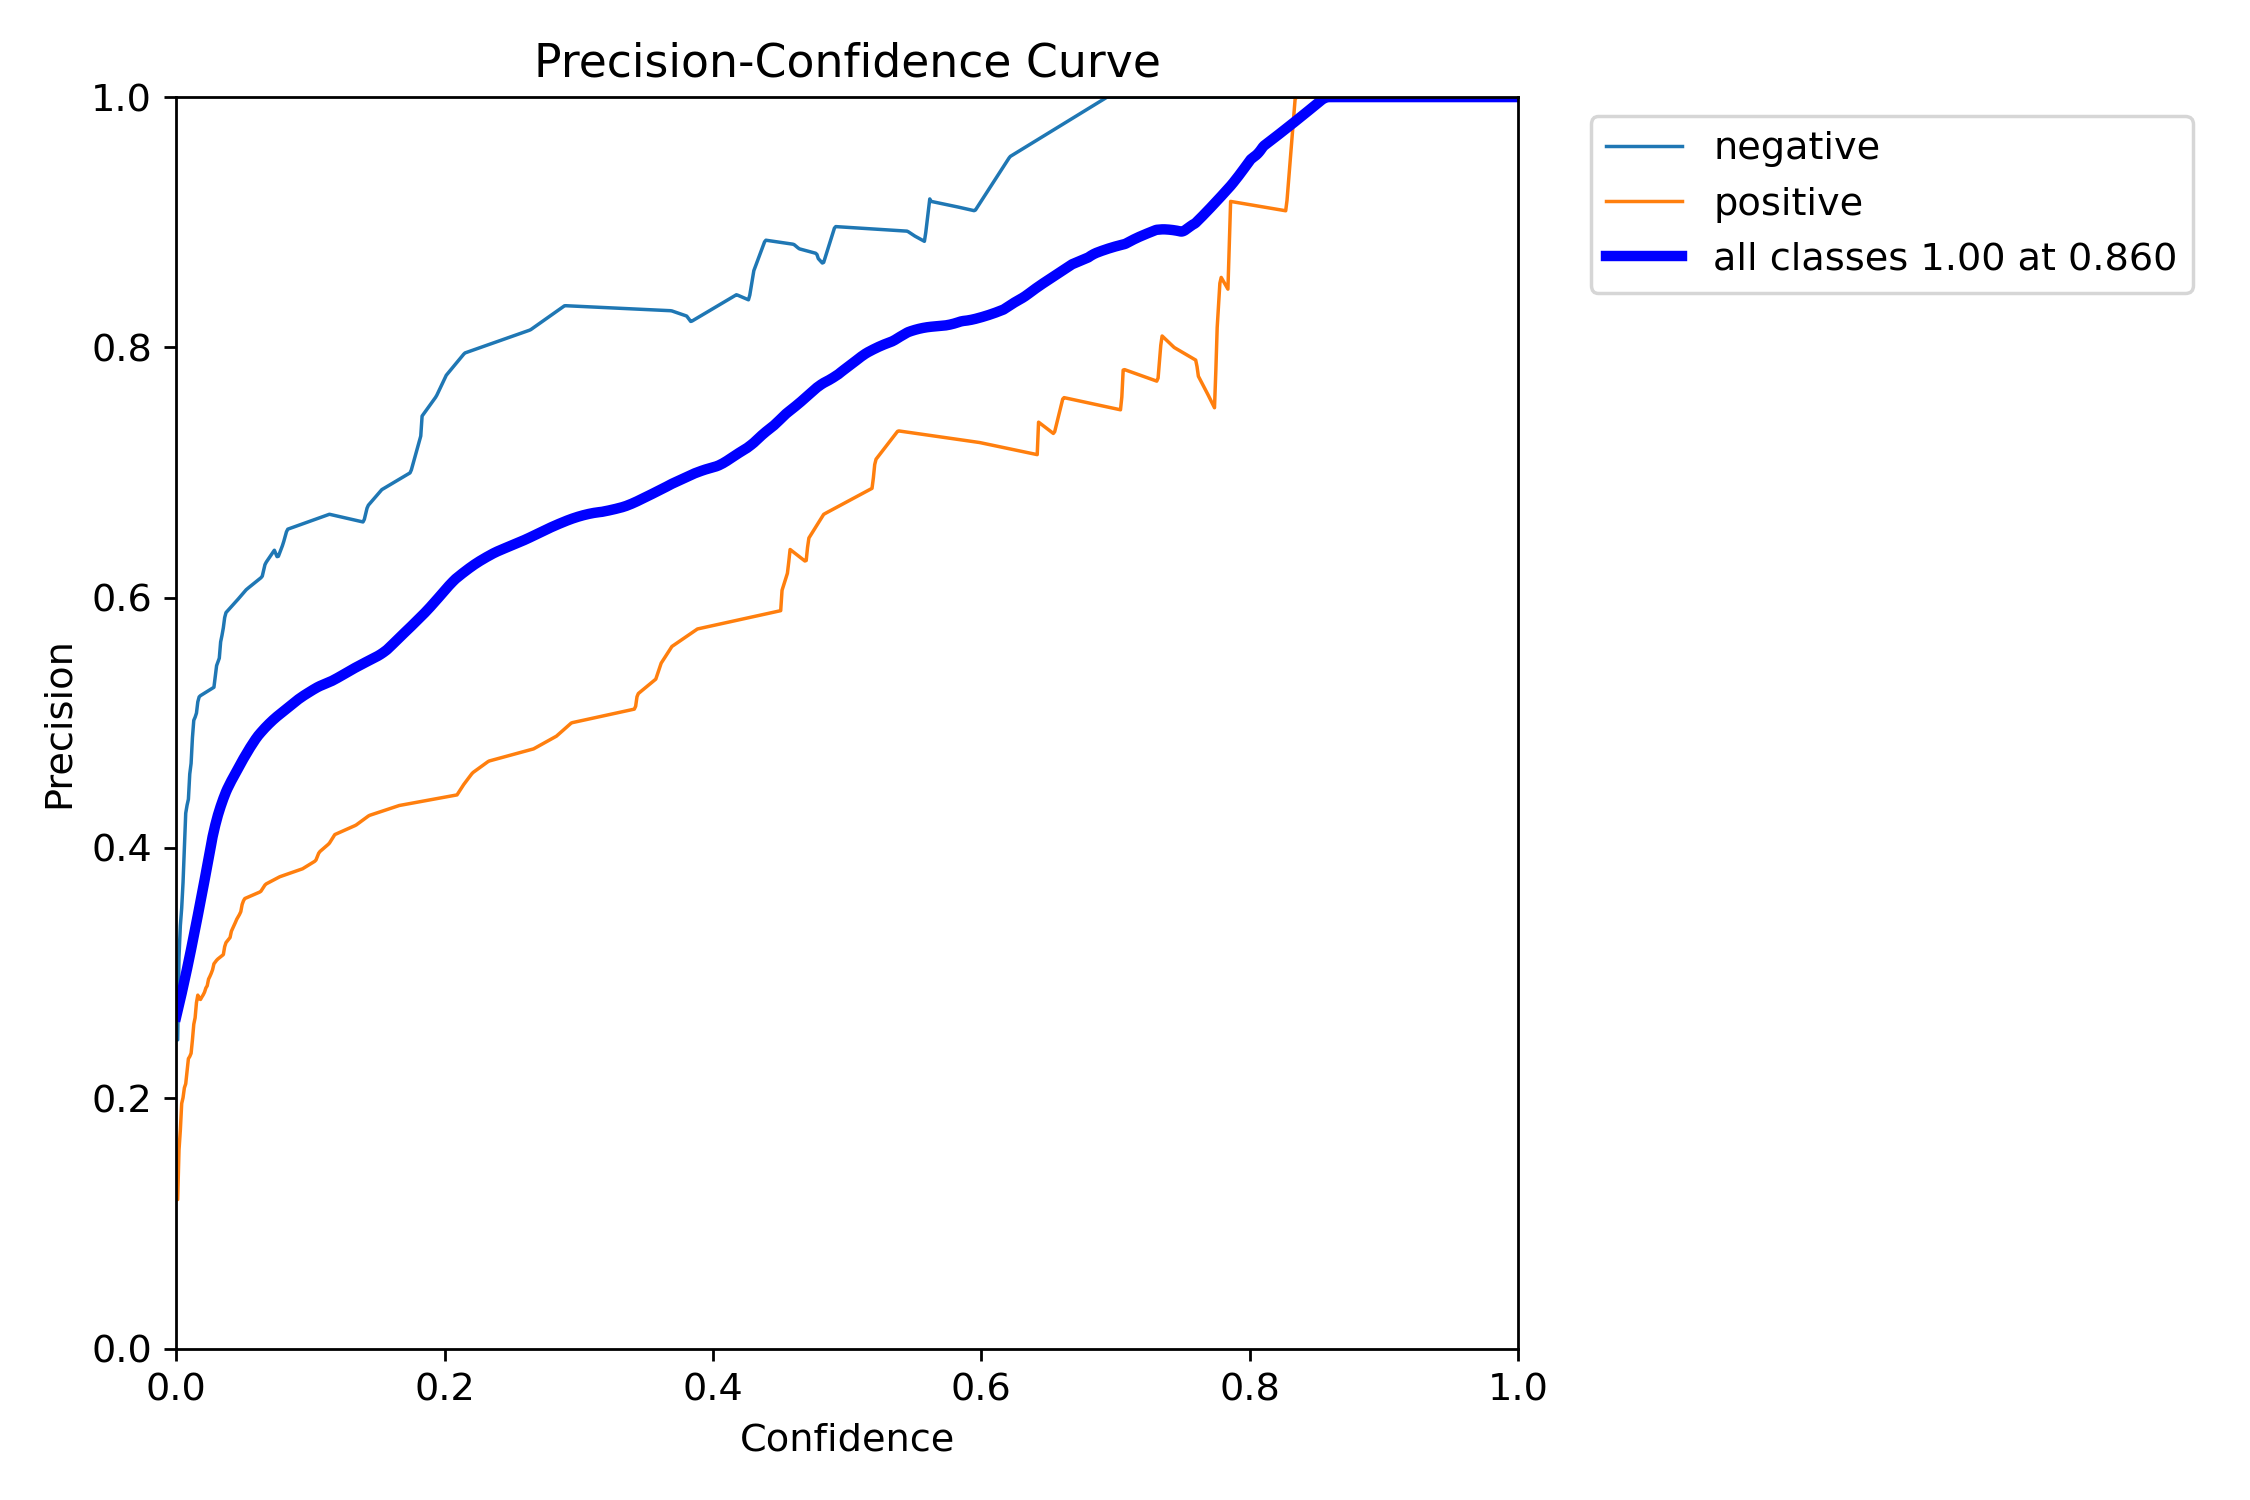 Precision-Confidence Curve
1.0
0.8
0.6
0.4
0.2
0.0
Precision
0.0 0.2 0.4 0.6 0.8 1.0
Confidence
negative
positive
all classes 1.00 at 0.860